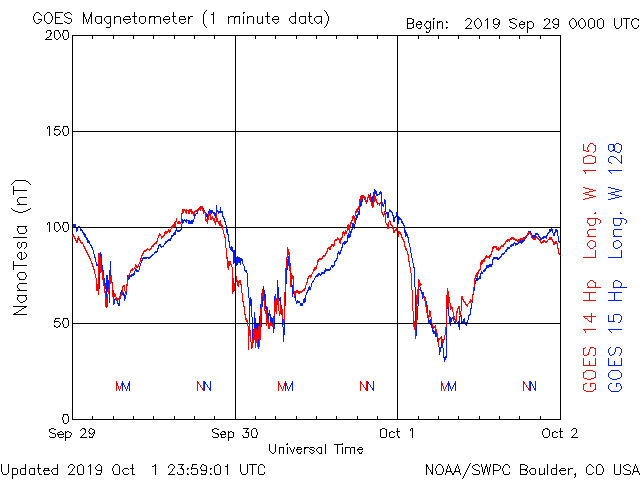 GOES Magnetometer (1 minute data)
Begin: 2019 Sep 29 0000 UTC
200
150
100
50
0
NanoTesla (nT)
GOES 14 Hp Long. W 105
GOES 15 Hp Long. W 128
M M N N M M N N M M N N
Sep 29 Sep 30 Oct 1 Oct 2
Universal Time
Updated 2019 Oct 1 23:59:01 UTC
NOAA/SWPC Boulder, CO USA